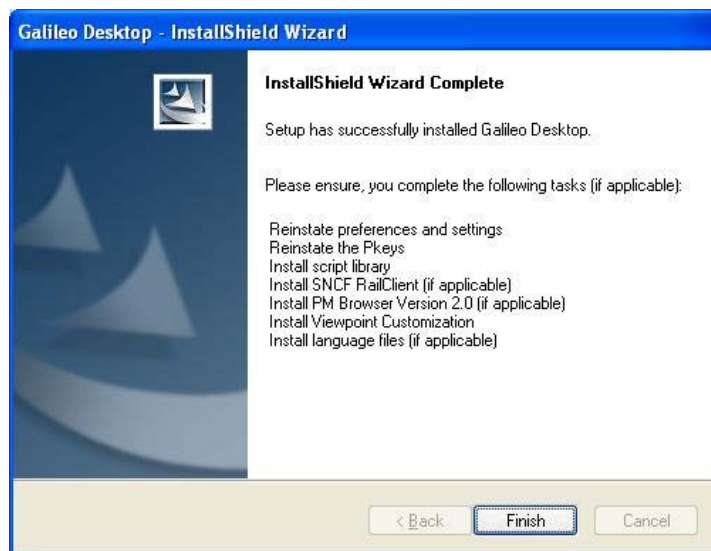 Galileo Desktop - InstallShield Wizard
InstallShield Wizard Complete
Setup has successfully installed Galileo Desktop.
Please ensure, you complete the following tasks (if applicable):
Reinstate preferences and settings
Reinstate the Pkeys
Install script library
Install SNCF RailClient (if applicable)
Install PM Browser Version 2.0 (if applicable)
Install Viewpoint Customization
Install language files (if applicable)
< Back
Finish
Cancel